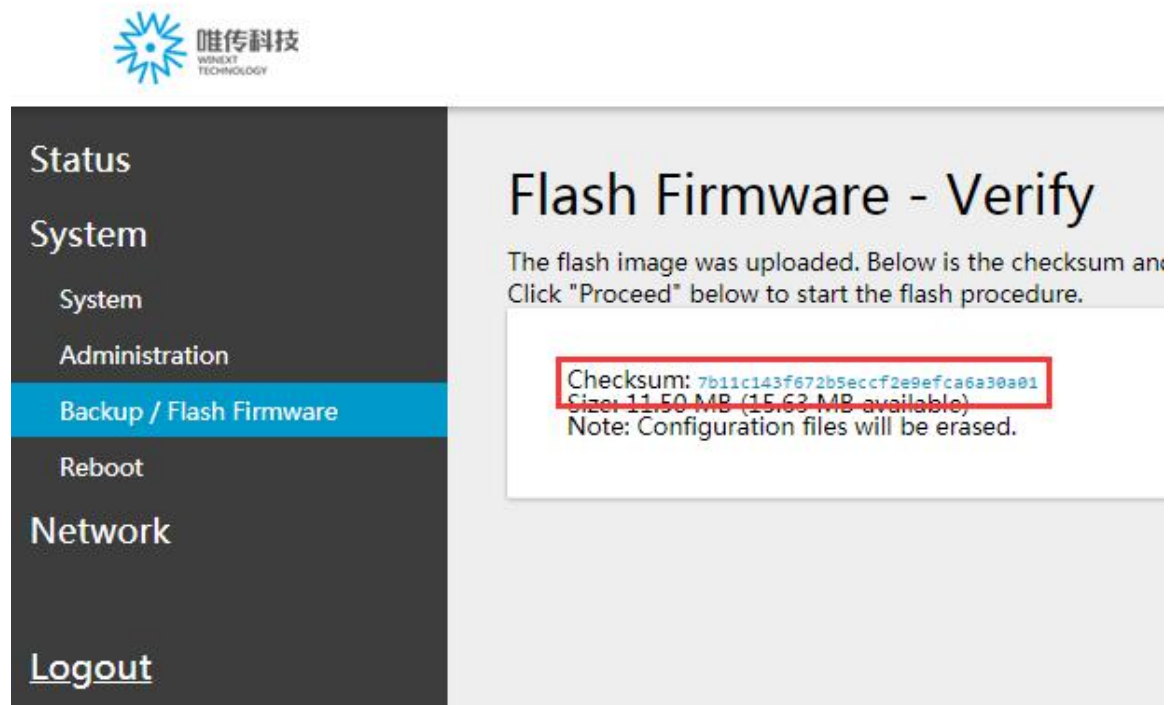 唯传科技
WINEXT
TECHNOLOGY
Status
System
System
Administration
Backup / Flash Firmware
Reboot
Network
Logout
Flash Firmware - Verify
The flash image was uploaded. Below is the checksum and
Click "Proceed" below to start the flash procedure.
Checksum: 7b11c143f672b5eccf2e9efca6a30a01
Size: 11.50 MB (15.63 MB available)
Note: Configuration files will be erased.